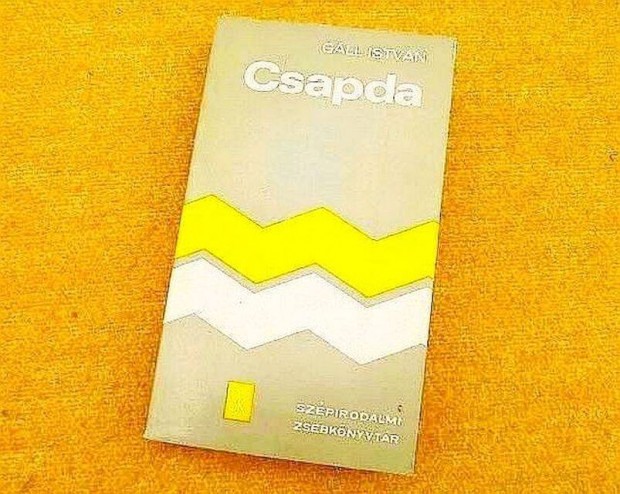 GÁLL ISTVÁN
Csapda
SZÉPIRODALMI
ZSEBKÖNYVTÁR